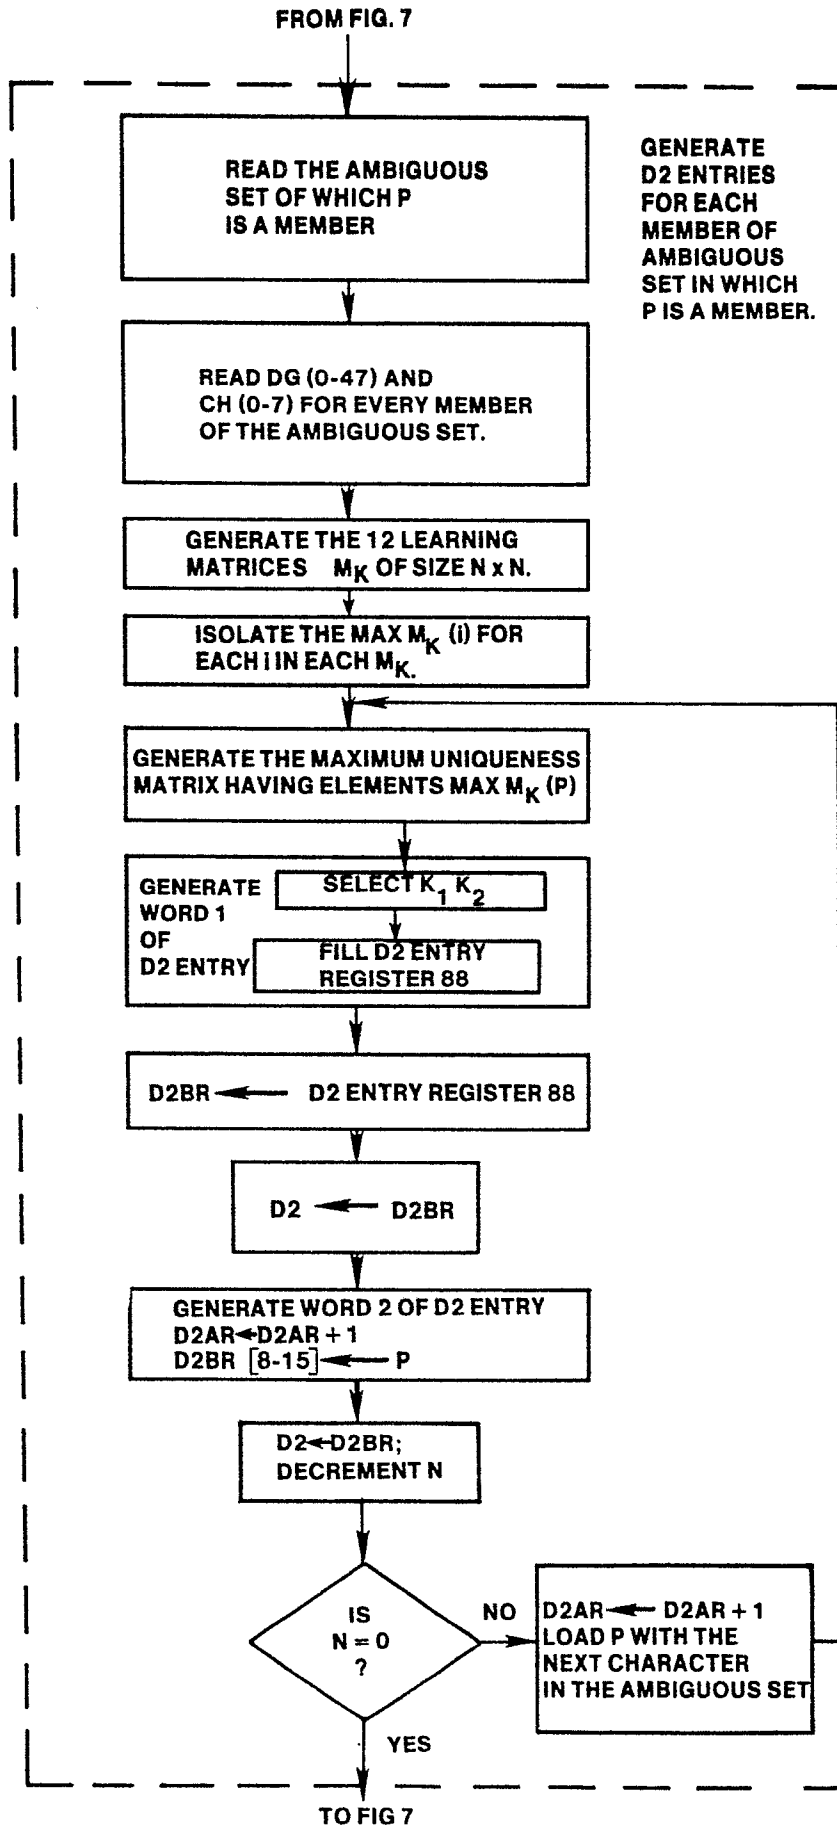 FROM FIG. 7
READ THE AMBIGUOUS
SET OF WHICH P
IS A MEMBER
GENERATE
D2 ENTRIES
FOR EACH
MEMBER OF
AMBIGUOUS
SET IN WHICH
P IS A MEMBER.
READ DG (0-47) AND
CH (0-7) FOR EVERY MEMBER
OF THE AMBIGUOUS SET.
GENERATE THE 12 LEARNING
MATRICES MK OF SIZE N x N.
ISOLATE THE MAX MK (i) FOR
EACH i IN EACH MK.
GENERATE THE MAXIMUM UNIQUENESS
MATRIX HAVING ELEMENTS MAX MK (P)
GENERATE
WORD 1
OF
D2 ENTRY
SELECT K1 K2
FILL D2 ENTRY
REGISTER 88
D2BR ← D2 ENTRY REGISTER 88
D2 ← D2BR
GENERATE WORD 2 OF D2 ENTRY
D2AR←D2AR + 1
D2BR [8-15] ← P
D2←D2BR;
DECREMENT N
IS
N = 0
?
NO
D2AR ← D2AR + 1
LOAD P WITH THE
NEXT CHARACTER
IN THE AMBIGUOUS SET
YES
TO FIG 7